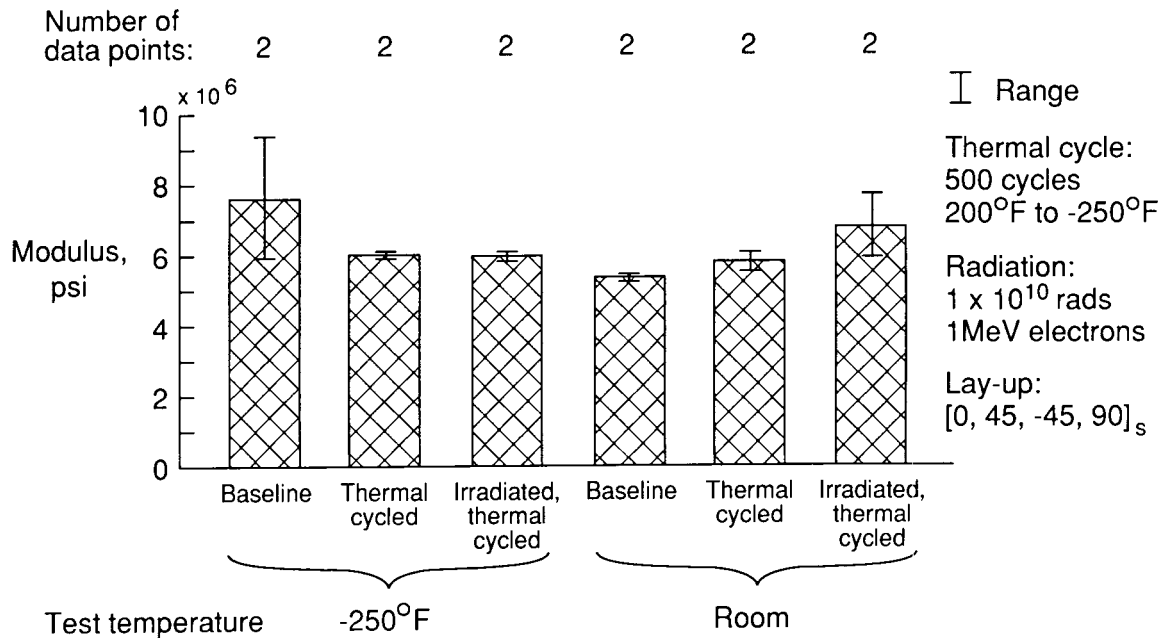 Number of
data points: 2 2 2 2 2 2
x 10 6
10
8
6
4
2
0
Modulus,
psi
Range
Thermal cycle:
500 cycles
200°F to -250°F
Radiation:
1 x 10^10 rads
1MeV electrons
Lay-up:
[0, 45, -45, 90]s
Baseline
Thermal
cycled
Irradiated,
thermal
cycled
Baseline
Thermal
cycled
Irradiated,
thermal
cycled
Test temperature -250°F Room